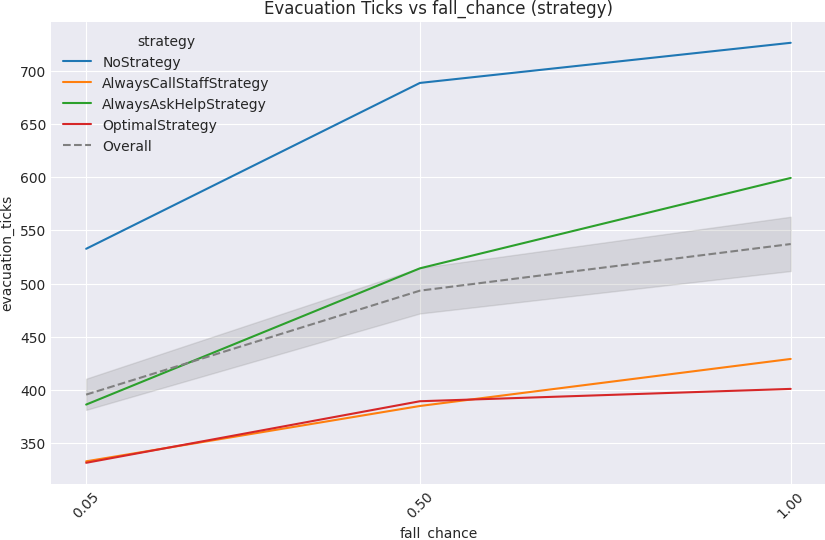 Evacuation Ticks vs fall_chance (strategy)
strategy
NoStrategy
AlwaysCallStaffStrategy
AlwaysAskHelpStrategy
OptimalStrategy
Overall
evacuation_ticks
700
650
600
550
500
450
400
350
0.05
0.50
1.00
fall_chance